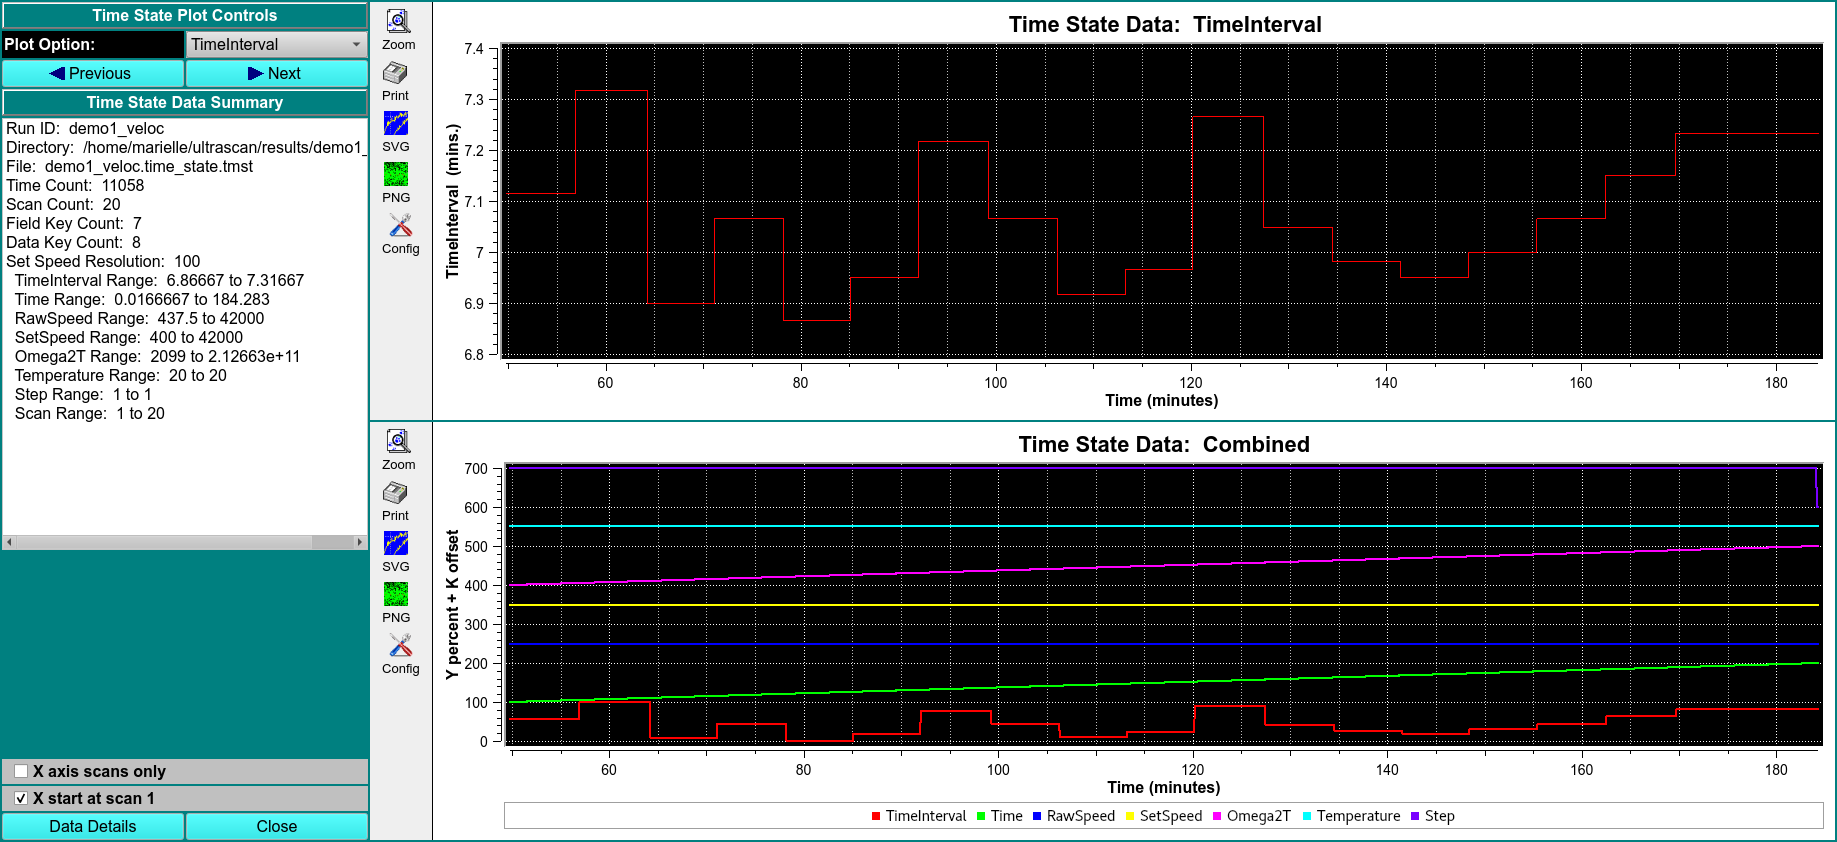 Time State Plot Controls
Plot Option: TimeInterval
Previous Next
Time State Data Summary
Run ID: demo1_veloc
Directory: /home/marielle/ultrascan/results/demo1_
File: demo1_veloc.time_state.tmst
Time Count: 11058
Scan Count: 20
Field Key Count: 7
Data Key Count: 8
Set Speed Resolution: 100
TimeInterval Range: 6.86667 to 7.31667
Time Range: 0.0166667 to 184.283
RawSpeed Range: 437.5 to 42000
SetSpeed Range: 400 to 42000
Omega2T Range: 2099 to 2.12663e+11
Temperature Range: 20 to 20
Step Range: 1 to 1
Scan Range: 1 to 20
X axis scans only
X start at scan 1
Data Details Close
Zoom
Print
SVG
PNG
Config
Time State Data: TimeInterval
TimeInterval (mins.)
7.4
7.3
7.2
7.1
7
6.9
6.8
60 80 100 120 140 160 180
Time (minutes)
Zoom
Print
SVG
PNG
Config
Time State Data: Combined
Y percent + K offset
700
600
500
400
300
200
100
0
60 80 100 120 140 160 180
Time (minutes)
TimeInterval Time RawSpeed SetSpeed Omega2T Temperature Step